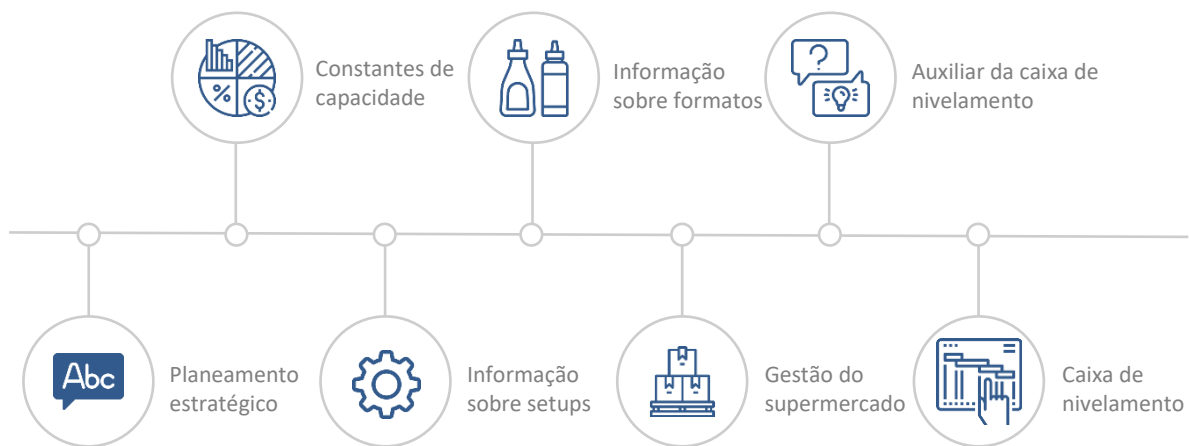 Constantes de
capacidade
Informação
sobre formatos
?
Auxiliar da caixa de
nivelamento
%
$
Abc
Planeamento
estratégico
Informação
sobre setups
Gestão do
supermercado
Caixa de
nivelamento